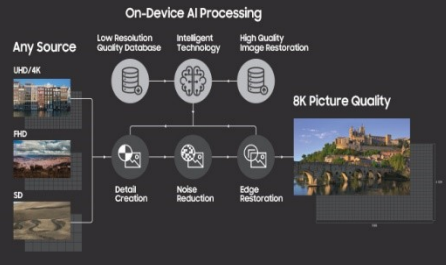 On-Device AI Processing
Any Source
Low Resolution
Quality Database
Intelligent
Technology
High Quality
Image Restoration
UHD/4K
FHD
SD
8K Picture Quality
Detail
Creation
Noise
Reduction
Edge
Restoration